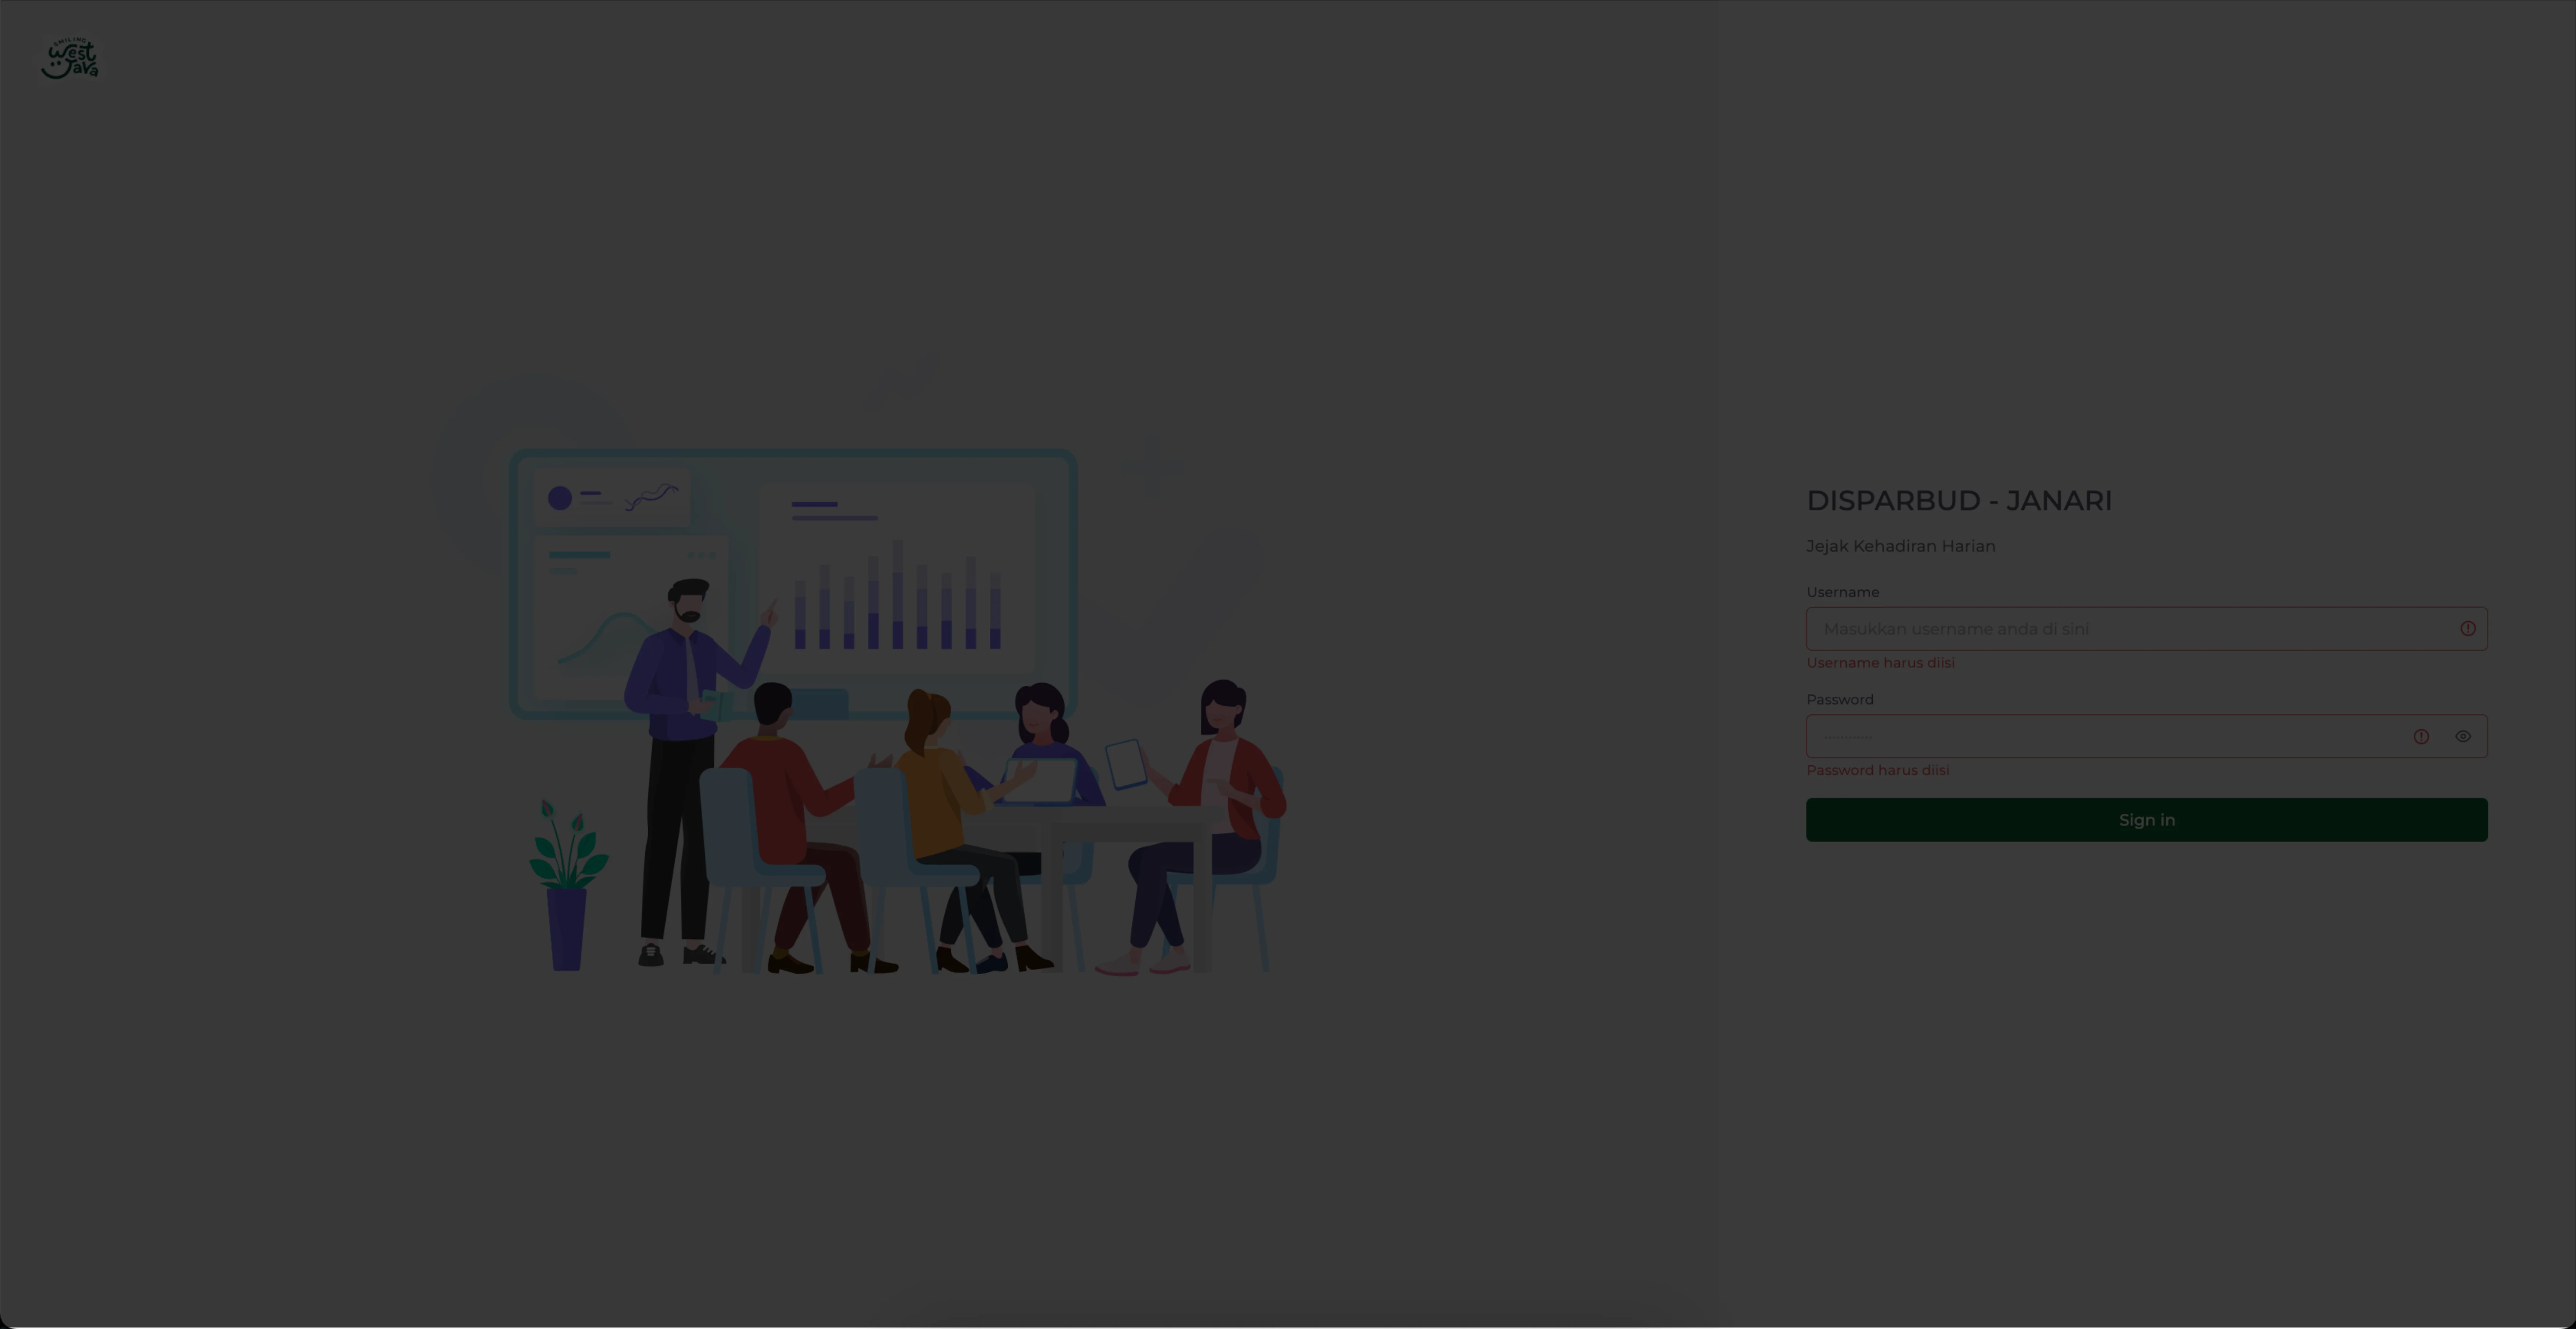 SMILING
West
Java
DISPARBUD - JANARI
Jejak Kehadiran Harian
Username
Masukkan username anda di sini
Username harus diisi
Password
············
Password harus diisi
Sign in